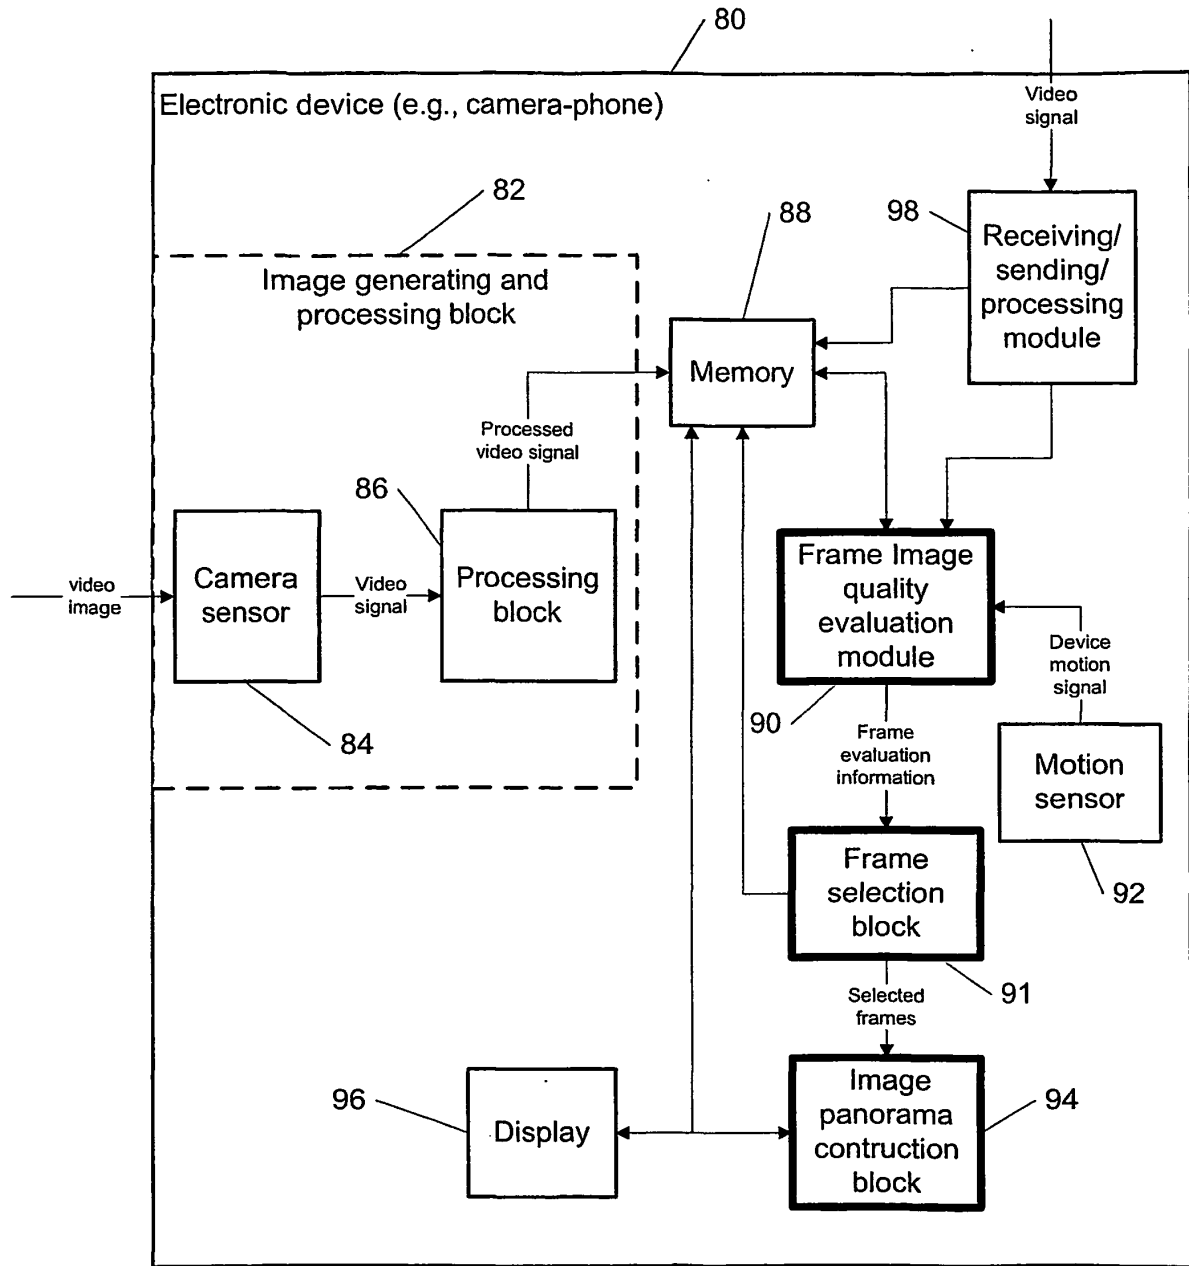 80
Electronic device (e.g., camera-phone)
Video
signal
82
88
98
Receiving/
sending/
processing
module
Image generating and
processing block
Memory
Processed
video signal
86
Frame Image
quality
evaluation
module
video
image
Camera
sensor
Video
signal
Processing
block
Device
motion
signal
84
90
Frame
evaluation
information
Motion
sensor
Frame
selection
block
92
91
Selected
frames
96
Display
Image
panorama
contruction
block
94